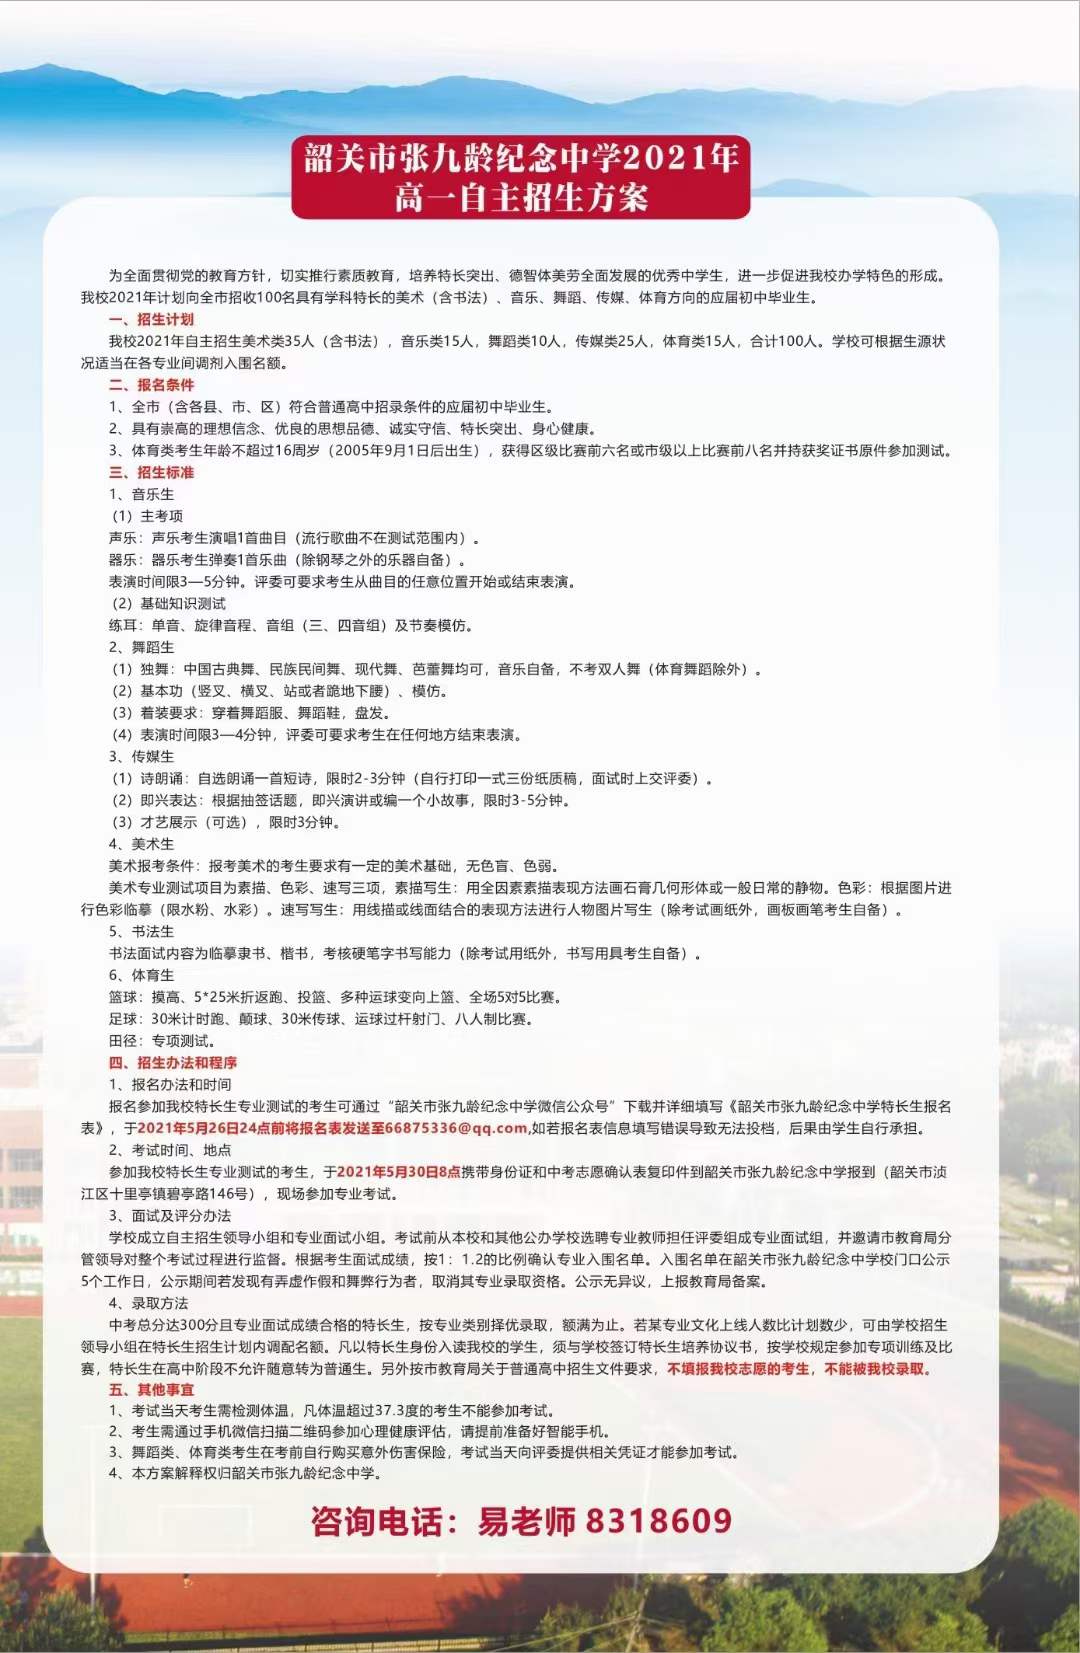 韶关市张九龄纪念中学2021年
高一自主招生方案
为全面贯彻党的教育方针，切实推行素质教育，培养特长突出、德智体美劳全面发展的优秀中学生，进一步促进我校办学特色的形成。
我校2021年计划向全市招收100名具有学科特长的美术（含书法）、音乐、舞蹈、传媒、体育方向的应届初中毕业生。
一、招生计划
我校2021年自主招生美术类35人（含书法），音乐类15人，舞蹈类10人，传媒类25人，体育类15人，合计100人。学校可根据生源状
况适当在各专业间调剂入围名额。
二、报名条件
1、全市（含各县、市、区）符合普通高中招录条件的应届初中毕业生。
2、具有崇高的理想信念、优良的思想品德、诚实守信、特长突出、身心健康。
3、体育类考生年龄不超过16周岁（2005年9月1日后出生），获得区级比赛前六名或市级以上比赛前八名并持获奖证书原件参加测试。
三、招生标准
1、音乐生
（1）主考项
声乐：声乐考生演唱1首曲目（流行歌曲不在测试范围内）。
器乐：器乐考生弹奏1首乐曲（除钢琴之外的乐器自备）。
表演时间限3—5分钟。评委可要求考生从曲目的任意位置开始或结束表演。
（2）基础知识测试
练耳：单音、旋律音程、音组（三、四音组）及节奏模仿。
2、舞蹈生
（1）独舞：中国古典舞、民族民间舞、现代舞、芭蕾舞均可，音乐自备，不考双人舞（体育舞蹈除外）。
（2）基本功（竖叉、横叉、站或者跪地下腰）、模仿。
（3）着装要求：穿着舞蹈服、舞蹈鞋，盘发。
（4）表演时间限3—4分钟，评委可要求考生在任何地方结束表演。
3、传媒生
（1）诗朗诵：自选朗诵一首短诗，限时2-3分钟（自行打印一式三份纸质稿，面试时上交评委）。
（2）即兴表达：根据抽签话题，即兴演讲或编一个小故事，限时3-5分钟。
（3）才艺展示（可选），限时3分钟。
4、美术生
美术报考条件：报考美术的考生要求有一定的美术基础，无色盲、色弱。
美术专业测试项目为素描、色彩、速写三项，素描写生：用全因素素描表现方法画石膏几何形体或一般日常的静物。色彩：根据图片进
行色彩临摹（限水粉、水彩）。速写写生：用线描或线面结合的表现方法进行人物图片写生（除考试画纸外，画板画笔考生自备）。
5、书法生
书法面试内容为临摹隶书、楷书，考核硬笔字书写能力（除考试用纸外，书写用具考生自备）。
6、体育生
篮球：摸高、5*25米折返跑、投篮、多种运球变向上篮、全场5对5比赛。
足球：30米计时跑、颠球、30米传球、运球过杆射门、八人制比赛。
田径：专项测试。
四、招生办法和程序
1、报名办法和时间
报名参加我校特长生专业测试的考生可通过“韶关市张九龄纪念中学微信公众号”下载并详细填写《韶关市张九龄纪念中学特长生报名
表》，于2021年5月26日24点前将报名表发送至66875336@qq.com,如若报名表信息填写错误导致无法投档，后果由学生自行承担。
2、考试时间、地点
参加我校特长生专业测试的考生，于2021年5月30日8点携带身份证和中考志愿确认表复印件到韶关市张九龄纪念中学报到（韶关市浈
江区十里亭镇碧亭路146号），现场参加专业考试。
3、面试及评分办法
学校成立自主招生领导小组和专业面试小组。考试前从本校和其他公办学校选聘专业教师担任评委组成专业面试组，并邀请市教育局分
管领导对整个考试过程进行监督。根据考生面试成绩，按1：1.2的比例确认专业入围名单。入围名单在韶关市张九龄纪念中学校门口公示
5个工作日，公示期间若发现有弄虚作假和舞弊行为者，取消其专业录取资格。公示无异议，上报教育局备案。
4、录取方法
中考总分达300分且专业面试成绩合格的特长生，按专业类别择优录取，额满为止。若某专业文化上线人数比计划数少，可由学校招生
领导小组在特长生招生计划内调配名额。凡以特长生身份入读我校的学生，须与学校签订特长生培养协议书，按学校规定参加专项训练及比
赛，特长生在高中阶段不允许随意转为普通生。另外按市教育局关于普通高中招生文件要求，不填报我校志愿的考生，不能被我校录取。
五、其他事宜
1、考试当天考生需检测体温，凡体温超过37.3度的考生不能参加考试。
2、考生需通过手机微信扫描二维码参加心理健康评估，请提前准备好智能手机。
3、舞蹈类、体育类考生在考前自行购买意外伤害保险，考试当天向评委提供相关凭证才能参加考试。
4、本方案解释权归韶关市张九龄纪念中学。
咨询电话：易老师 8318609